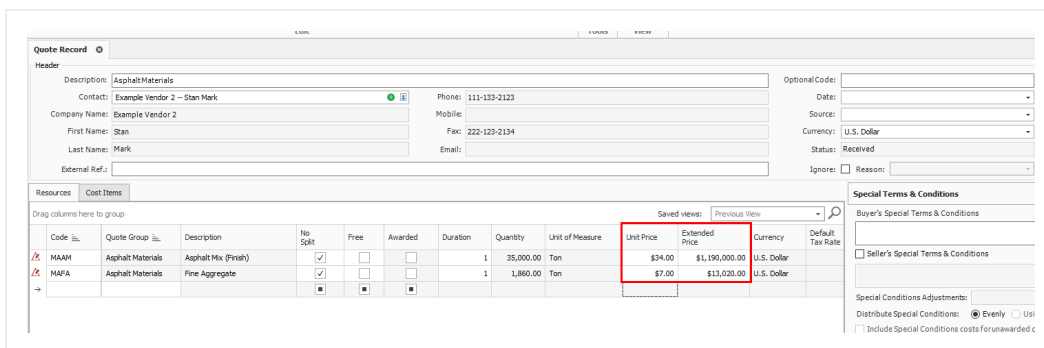 Edit Tools View
Quote Record
Header
Description: AsphaltMaterials Optional Code:
Contact: Example Vendor 2 -- Stan Mark Phone: 111-133-2123 Date:
Company Name: Example Vendor 2 Mobile: Source:
First Name: Stan Fax: 222-123-2134 Currency: U.S. Dollar
Last Name: Mark Email: Status: Received
External Ref.: Ignore: Reason:
Resources Cost Items Special Terms & Conditions
Drag columns here to group Saved views: Previous View Buyer's Special Terms & Conditions
Code Quote Group Description No Split Free Awarded Duration Quantity Unit of Measure Unit Price Extended Price Currency Default Tax Rate
MAAM Asphalt Materials Asphalt Mix (Finish) 1 35,000.00 Ton $34.00 $1,190,000.00 U.S. Dollar Seller's Special Terms & Conditions
MAFA Asphalt Materials Fine Aggregate 1 1,860.00 Ton $7.00 $13,020.00 U.S. Dollar
Special Conditions Adjustments:
Distribute Special Conditions: Evenly Usi
Include Special Conditions costs forunawarded